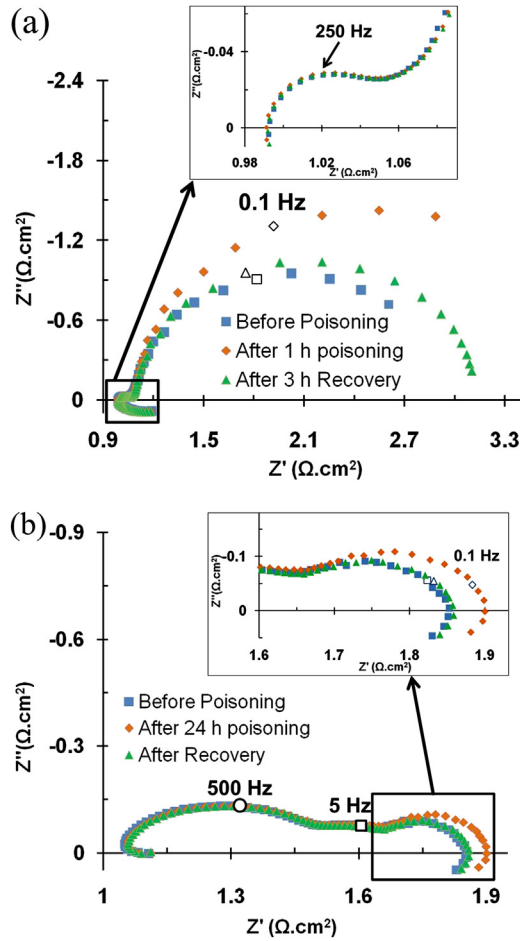 (a)
Z''(Ω.cm²)
-2.4
-1.8
-1.2
-0.6
0
0.9
1.5
2.1
2.7
3.3
Z' (Ω.cm²)
Z''(Ω.cm²)
-0.04
0
0.98
1.02
1.06
Z' (Ω.cm²)
250 Hz
0.1 Hz
Before Poisoning
After 1 h poisoning
After 3 h Recovery
(b)
Z''(Ω.cm²)
-0.9
-0.6
-0.3
0
1
1.3
1.6
1.9
Z' (Ω.cm²)
Z''(Ω.cm²)
-0.1
0
1.6
1.7
1.8
1.9
Z' (Ω.cm²)
0.1 Hz
Before Poisoning
After 24 h poisoning
After Recovery
500 Hz
5 Hz